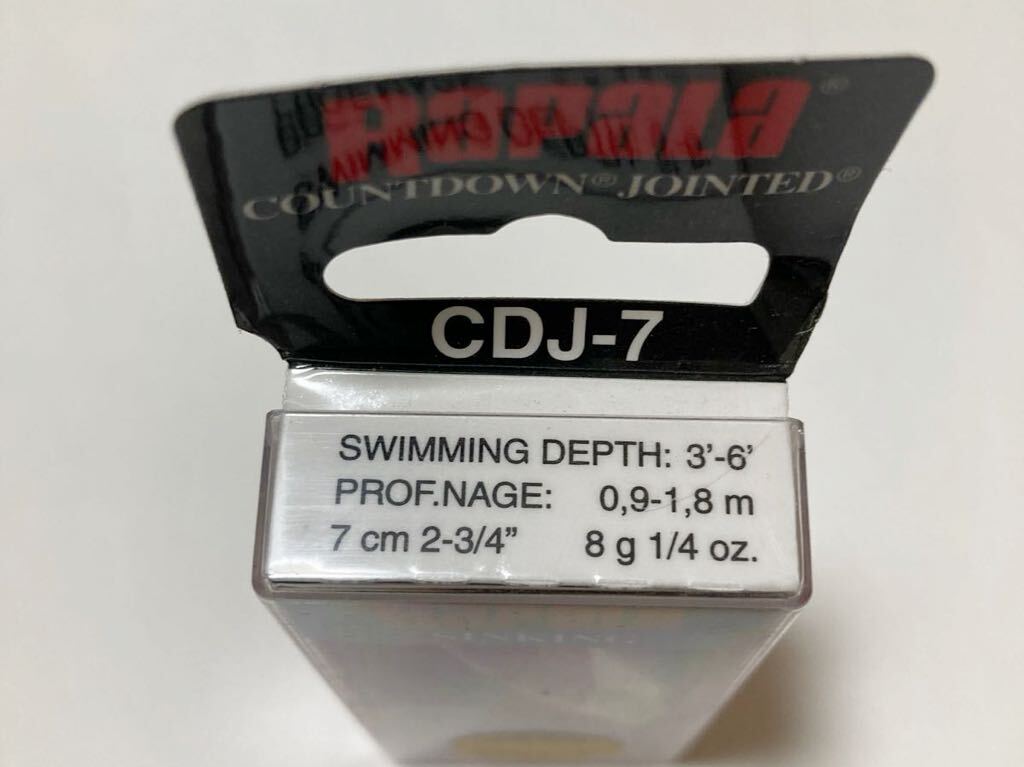 Rapala®
COUNTDOWN® JOINTED®
CDJ-7
SWIMMING DEPTH: 3'-6'
PROF.NAGE: 0,9-1,8 m
7 cm 2-3/4” 8 g 1/4 oz.
SINKING